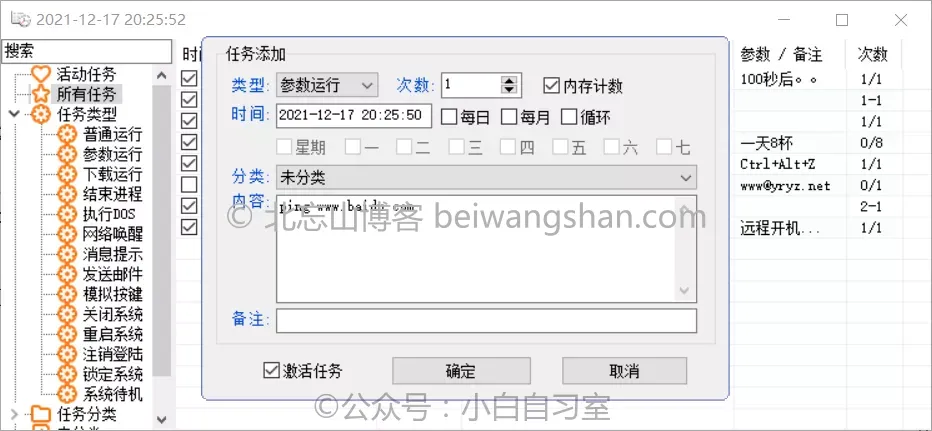 2021-12-17 20:25:52
搜索
活动任务
所有任务
任务类型
普通运行
参数运行
下载运行
结束进程
执行DOS
网络唤醒
消息提示
发送邮件
模拟按键
关闭系统
重启系统
注销登陆
锁定系统
系统待机
任务分类
时
任务添加
类型: 参数运行 次数: 1 内存计数
时间: 2021-12-17 20:25:50 每日 每月 循环
星期 一 二 三 四 五 六 七
分类: 未分类
内容: ping www.baidu.com
备注:
激活任务 确定 取消
参数 / 备注 次数
100秒后。。 1/1
1-1
1/1
一天8杯 0/8
Ctrl+Alt+Z 1/1
www@yryz.net 0/1
2-1
远程开机... 1/1
© 北忘山博客 beiwangshan.com
©公众号：小白自习室